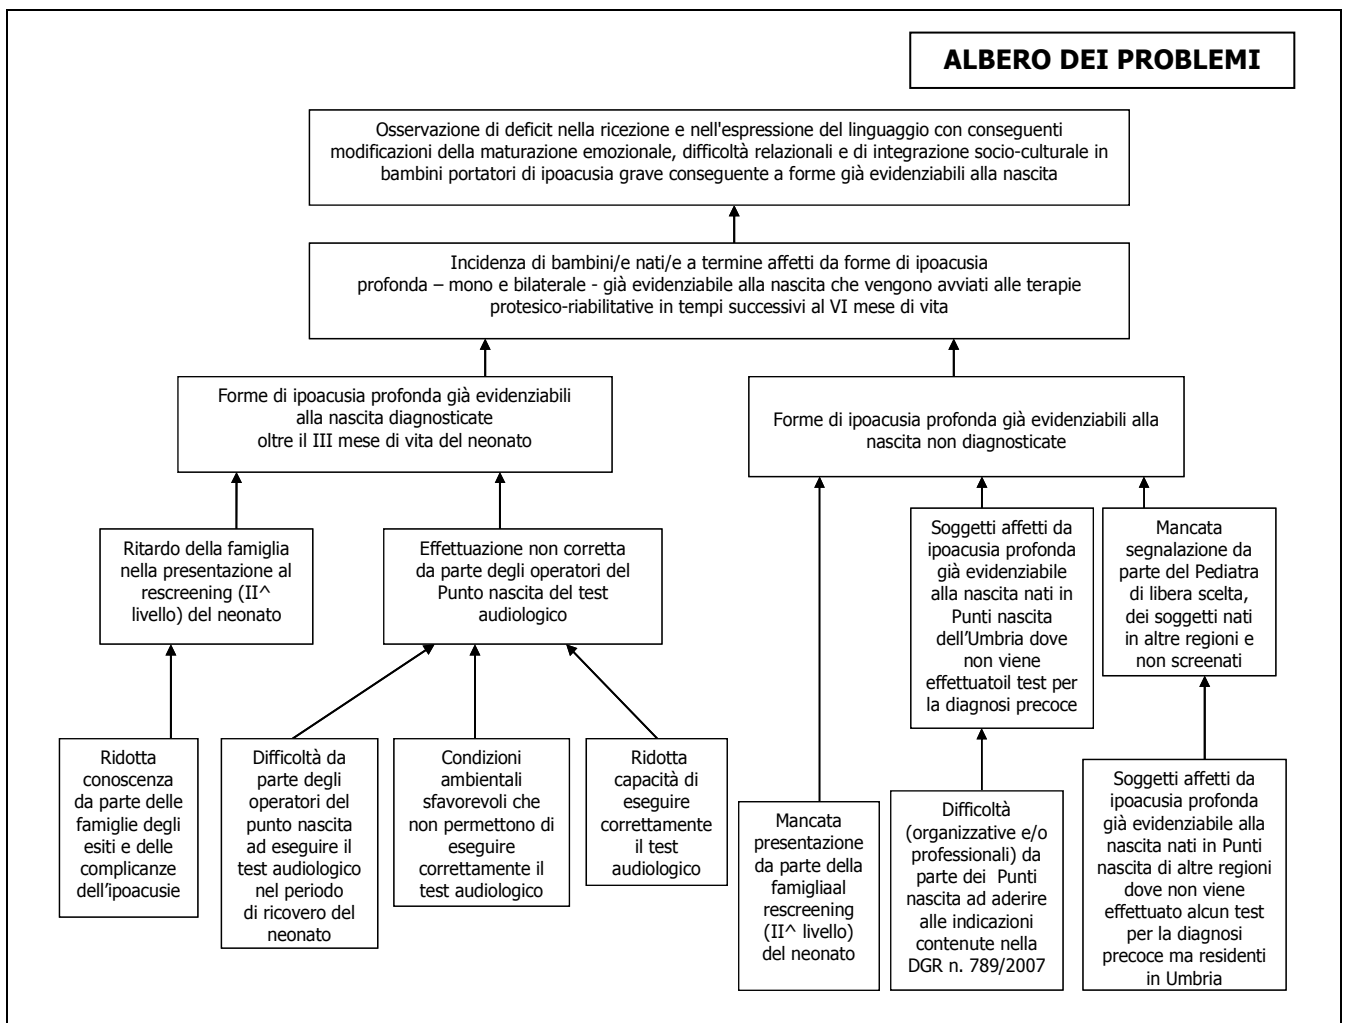 ALBERO DEI PROBLEMI
Osservazione di deficit nella ricezione e nell'espressione del linguaggio con conseguenti
modificazioni della maturazione emozionale, difficoltà relazionali e di integrazione socio-culturale in
bambini portatori di ipoacusia grave conseguente a forme già evidenziabili alla nascita
Incidenza di bambini/e nati/e a termine affetti da forme di ipoacusia
profonda – mono e bilaterale - già evidenziabile alla nascita che vengono avviati alle terapie
protesico-riabilitative in tempi successivi al VI mese di vita
Forme di ipoacusia profonda già evidenziabili
alla nascita diagnosticate
oltre il III mese di vita del neonato
Forme di ipoacusia profonda già evidenziabili alla
nascita non diagnosticate
Ritardo della famiglia
nella presentazione al
rescreening (II^
livello) del neonato
Effettuazione non corretta
da parte degli operatori del
Punto nascita del test
audiologico
Soggetti affetti da
ipoacusia profonda
già evidenziabile
alla nascita nati in
Punti nascita
dell'Umbria dove
non viene
effettuatoil test per
la diagnosi precoce
Mancata
segnalazione da
parte del Pediatra
di libera scelta,
dei soggetti nati
in altre regioni e
non screenati
Ridotta
conoscenza
da parte delle
famiglie degli
esiti e delle
complicanze
dell'ipoacusie
Difficoltà da
parte degli
operatori del
punto nascita
ad eseguire il
test audiologico
nel periodo
di ricovero del
neonato
Condizioni
ambientali
sfavorevoli che
non permettono di
eseguire
correttamente il
test audiologico
Ridotta
capacità di
eseguire
correttamente
il test
audiologico
Mancata
presentazione
da parte della
famigliaal
rescreening
(II^ livello)
del neonato
Difficoltà
(organizzative e/o
professionali) da
parte dei Punti
nascita ad aderire
alle indicazioni
contenute nella
DGR n. 789/2007
Soggetti affetti da
ipoacusia profonda
già evidenziabile alla
nascita nati in Punti
nascita di altre regioni
dove non viene
effettuato alcun test
per la diagnosi
precoce ma residenti
in Umbria